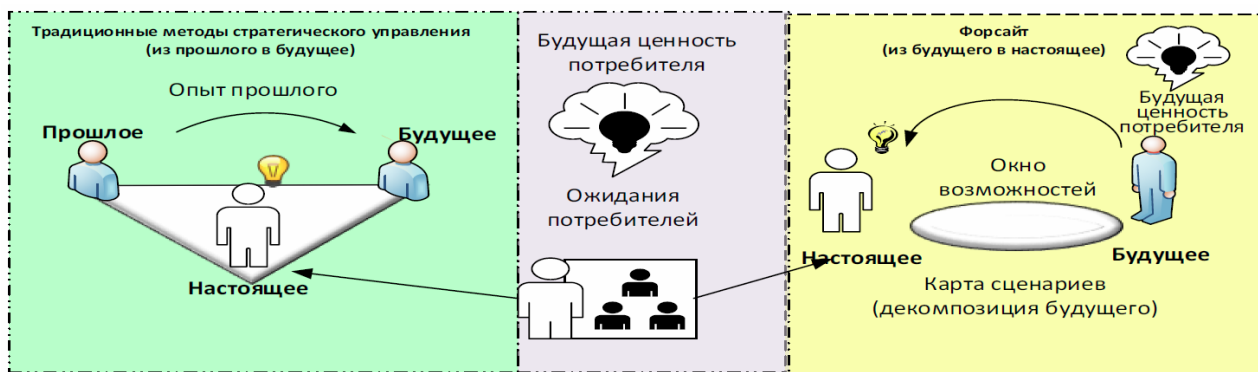 Традиционные методы стратегического управления
(из прошлого в будущее)
Опыт прошлого
Прошлое
Будущее
Настоящее
Будущая ценность
потребителя
Ожидания
потребителей
Форсайт
(из будущего в настоящее)
Будущая
ценность
потребителя
Окно
возможностей
Настоящее
Будущее
Карта сценариев
(декомпозиция будущего)